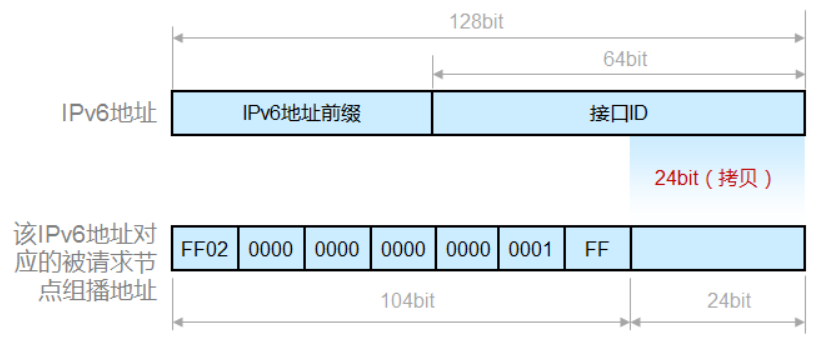 128bit
64bit
IPv6地址
IPv6地址前缀
接口ID
24bit（拷贝）
该IPv6地址对
应的被请求节
点组播地址
FF02
0000
0000
0000
0000
0001
FF
104bit
24bit